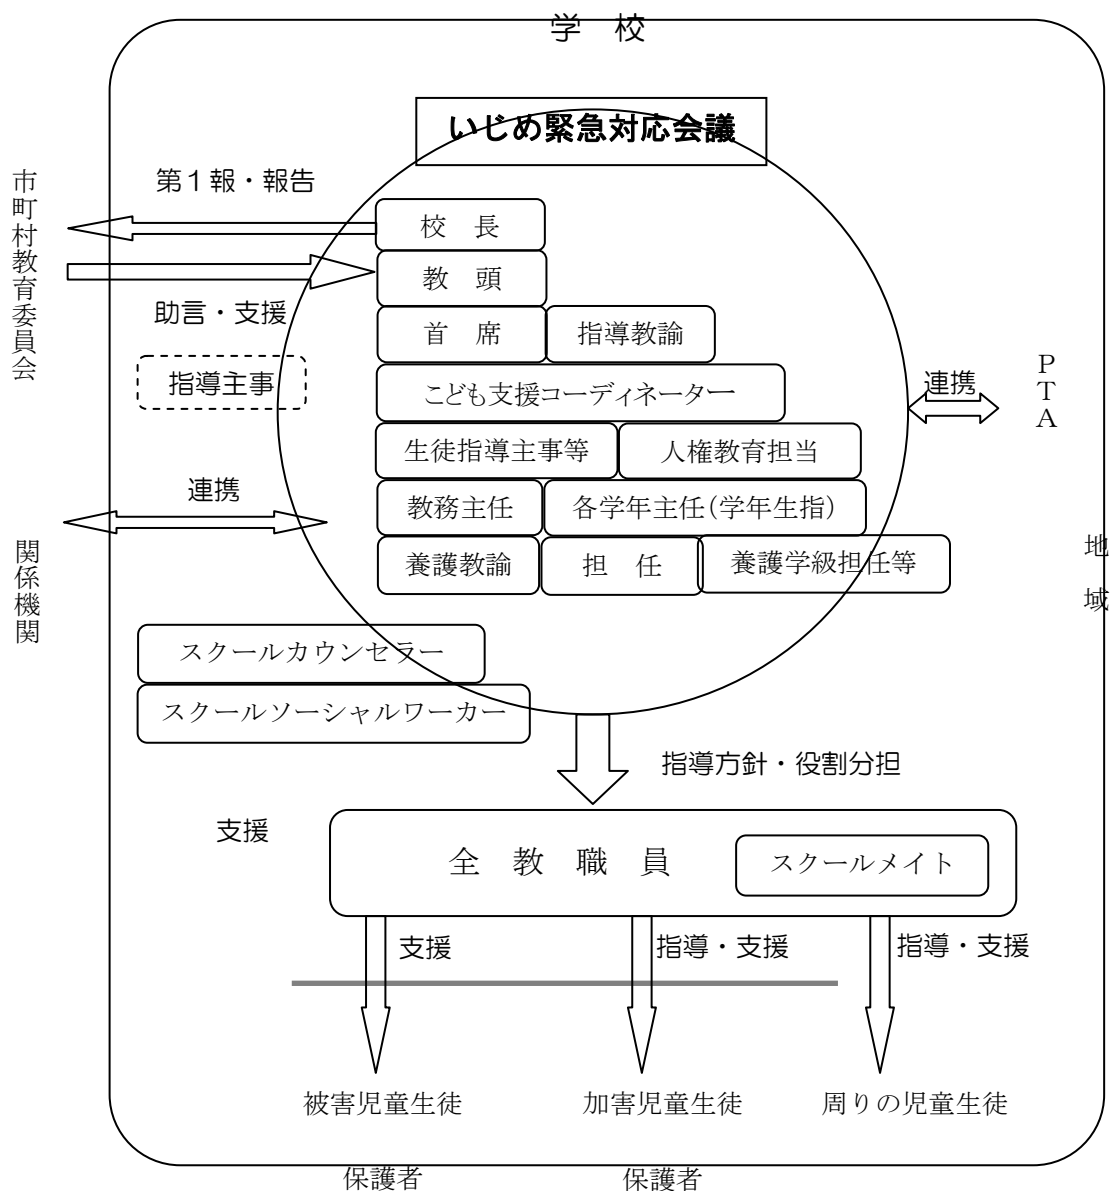 学　校
いじめ緊急対応会議
市町村教育委員会
第１報・報告
助言・支援
指導主事
連携
関係機関
校　長
教　頭
首　席
指導教諭
こども支援コーディネーター
生徒指導主事等
人権教育担当
教務主任
各学年主任(学年生指)
養護教諭
担　任
養護学級担任等
連携
PTA
地　域
スクールカウンセラー
スクールソーシャルワーカー
指導方針・役割分担
支援
全　教　職　員
スクールメイト
支援
指導・支援
指導・支援
被害児童生徒
加害児童生徒
周りの児童生徒
保護者
保護者